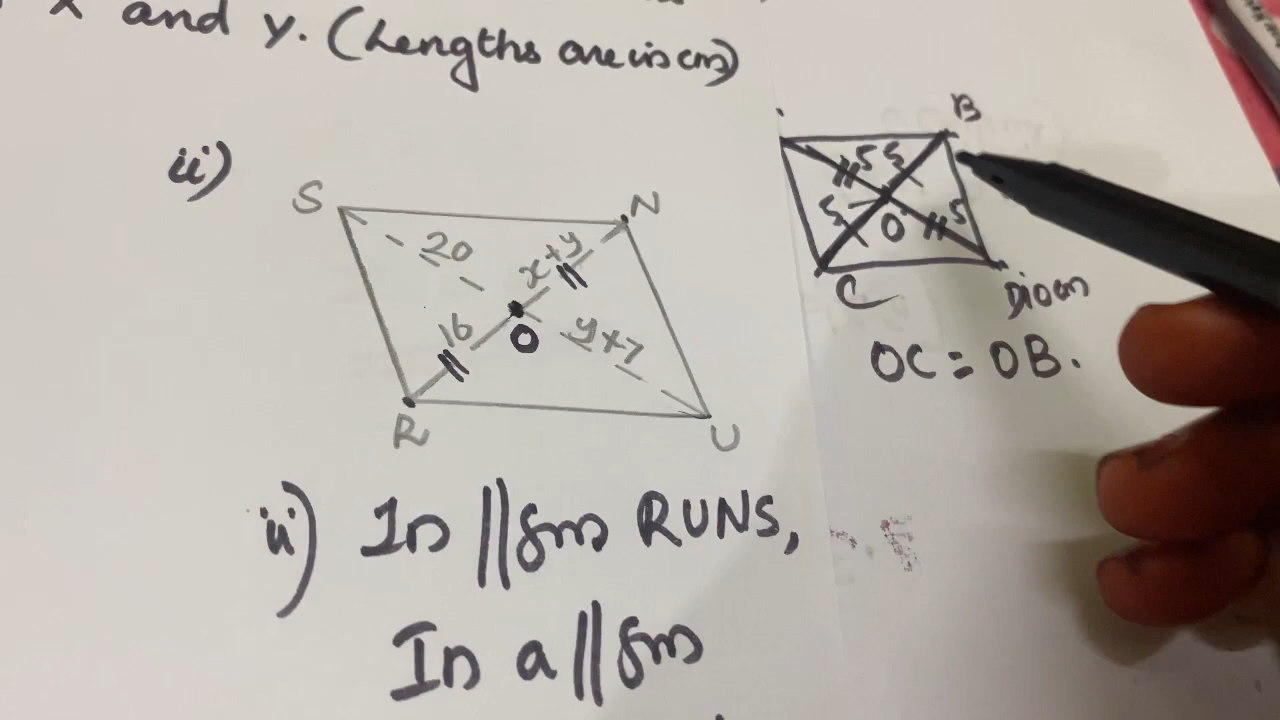 x and y. (Lengths are in cm)
ii)
S
N
20
x+y
16
O
y+7
R
U
B
5 5
5
O
5
C
D 10cm
OC = OB.
ii) In ||gm RUNS,
In a ||gm